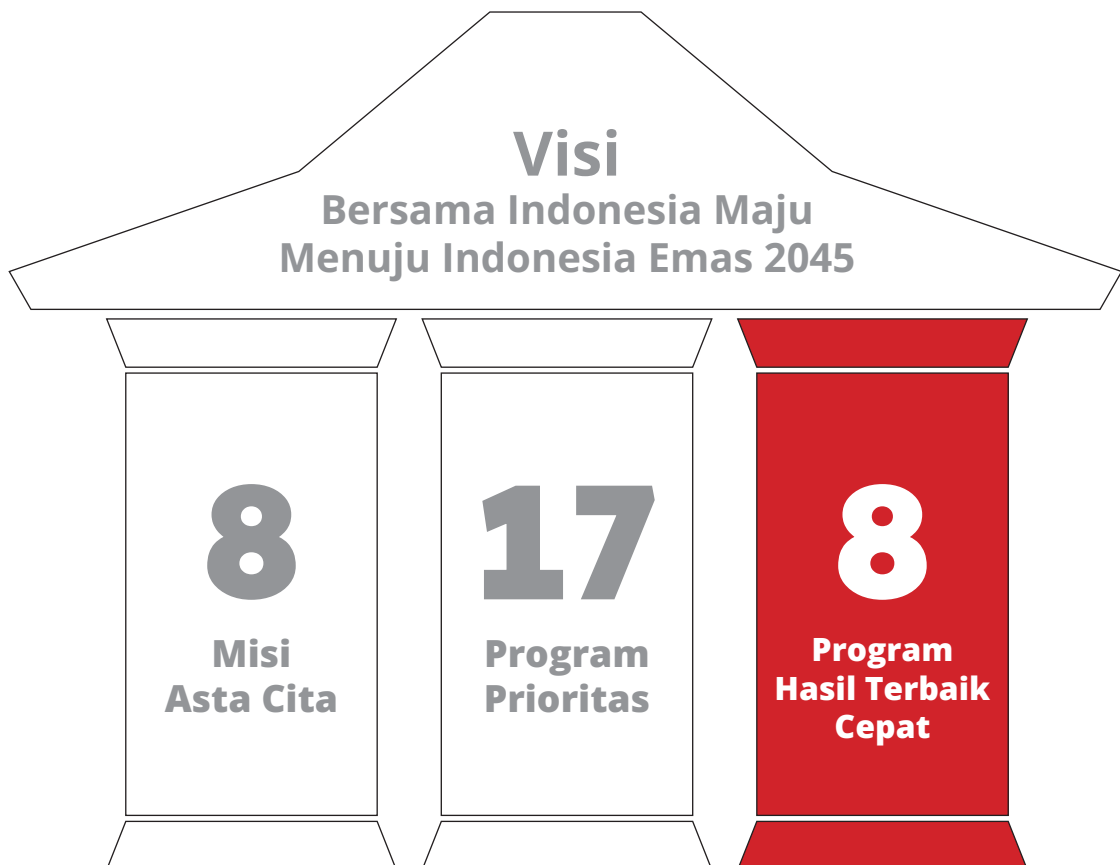 Visi
Bersama Indonesia Maju
Menuju Indonesia Emas 2045
8
Misi
Asta Cita
17
Program
Prioritas
8
Program
Hasil Terbaik
Cepat